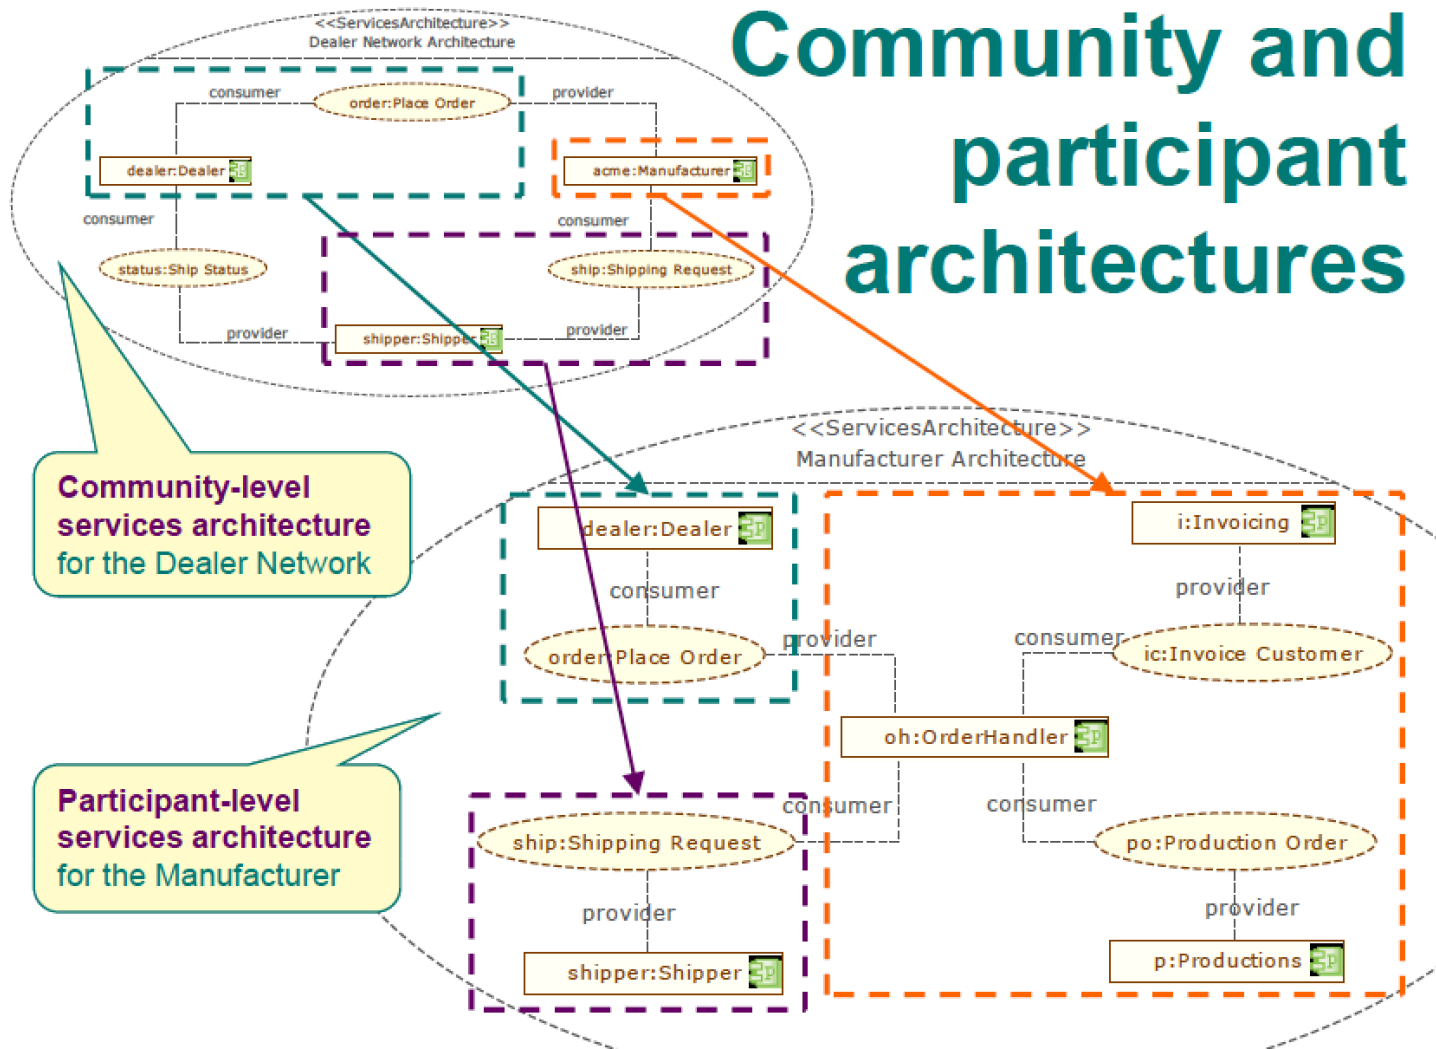 Community and
participant
architectures
<<ServicesArchitecture>>
Dealer Network Architecture
consumer
order:Place Order
provider
dealer:Dealer
acme:Manufacturer
consumer
consumer
status:Ship Status
ship:Shipping Request
provider
shipper:Shipper
provider
Community-level
services architecture
for the Dealer Network
<<ServicesArchitecture>>
Manufacturer Architecture
dealer:Dealer
P
i:Invoicing
P
consumer
provider
order:Place Order
provider
consumer
ic:Invoice Customer
oh:OrderHandler
P
Participant-level
services architecture
for the Manufacturer
consumer
consumer
ship:Shipping Request
po:Production Order
provider
provider
shipper:Shipper
P
p:Productions
P